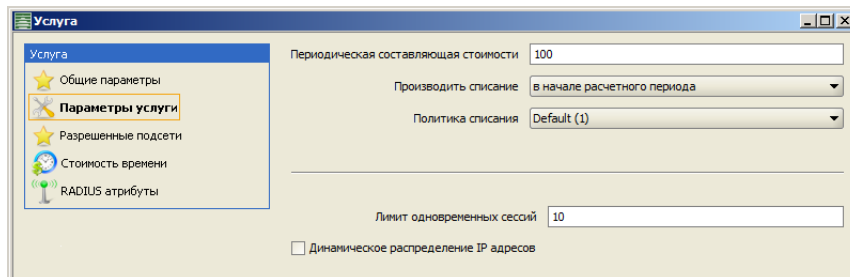 Услуга
Услуга
Общие параметры
Параметры услуги
Разрешенные подсети
Стоимость времени
RADIUS атрибуты
Периодическая составляющая стоимости 100
Производить списание в начале расчетного периода
Политика списания Default (1)
Лимит одновременных сессий 10
Динамическое распределение IP адресов